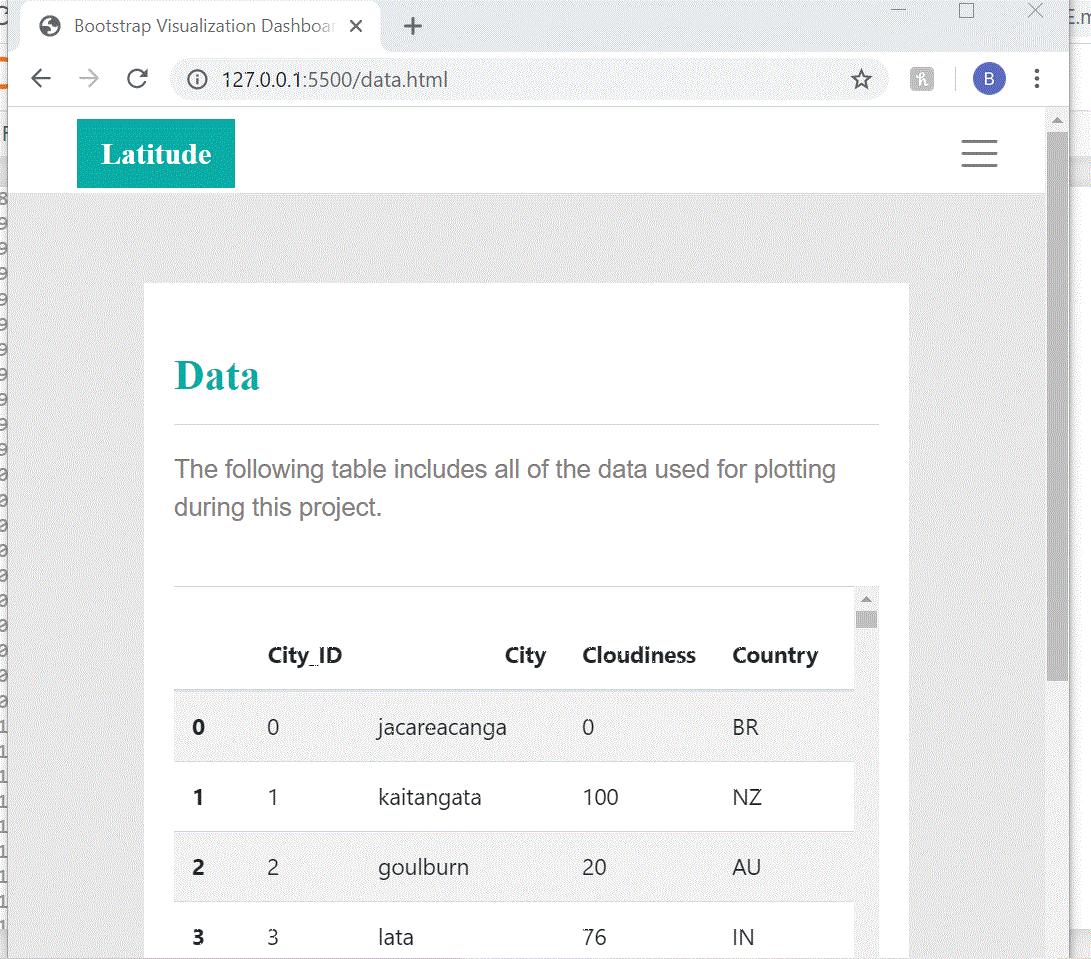 Bootstrap Visualization Dashboar
127.0.0.1:5500/data.html
B
Latitude
Data
The following table includes all of the data used for plotting
during this project.
City_ID City Cloudiness Country
0 0 jacareacanga 0 BR
1 1 kaitangata 100 NZ
2 2 goulburn 20 AU
3 3 lata 76 IN